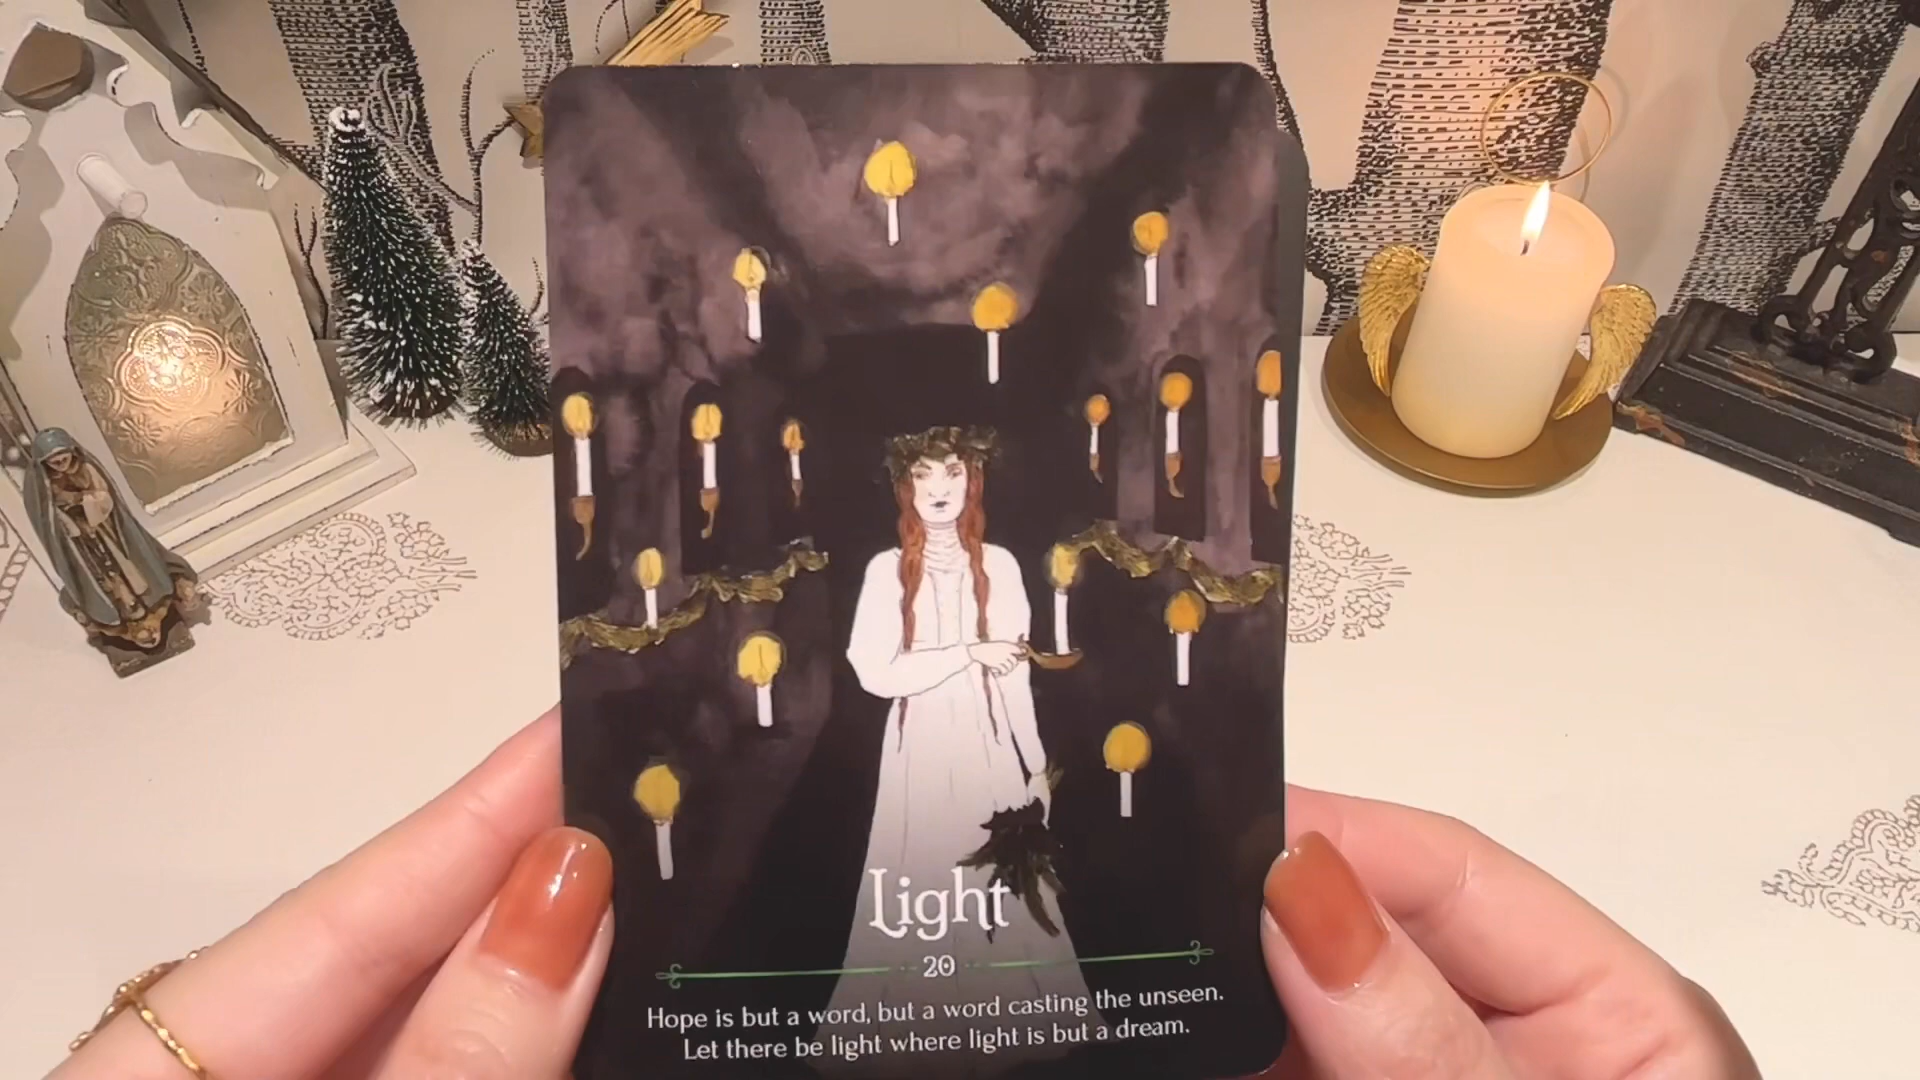 Light
20
Hope is but a word, but a word casting the unseen.
Let there be light where light is but a dream.